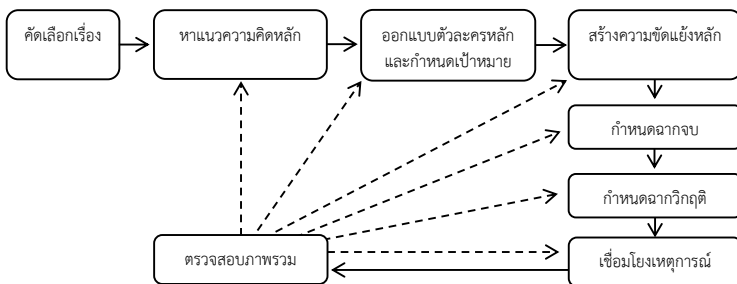 คัดเลือกเรื่อง
หาแนวความคิดหลัก
ออกแบบตัวละครหลัก
และกำหนดเป้าหมาย
สร้างความขัดแย้งหลัก
กำหนดฉากจบ
กำหนดฉากวิกฤติ
เชื่อมโยงเหตุการณ์
ตรวจสอบภาพรวม